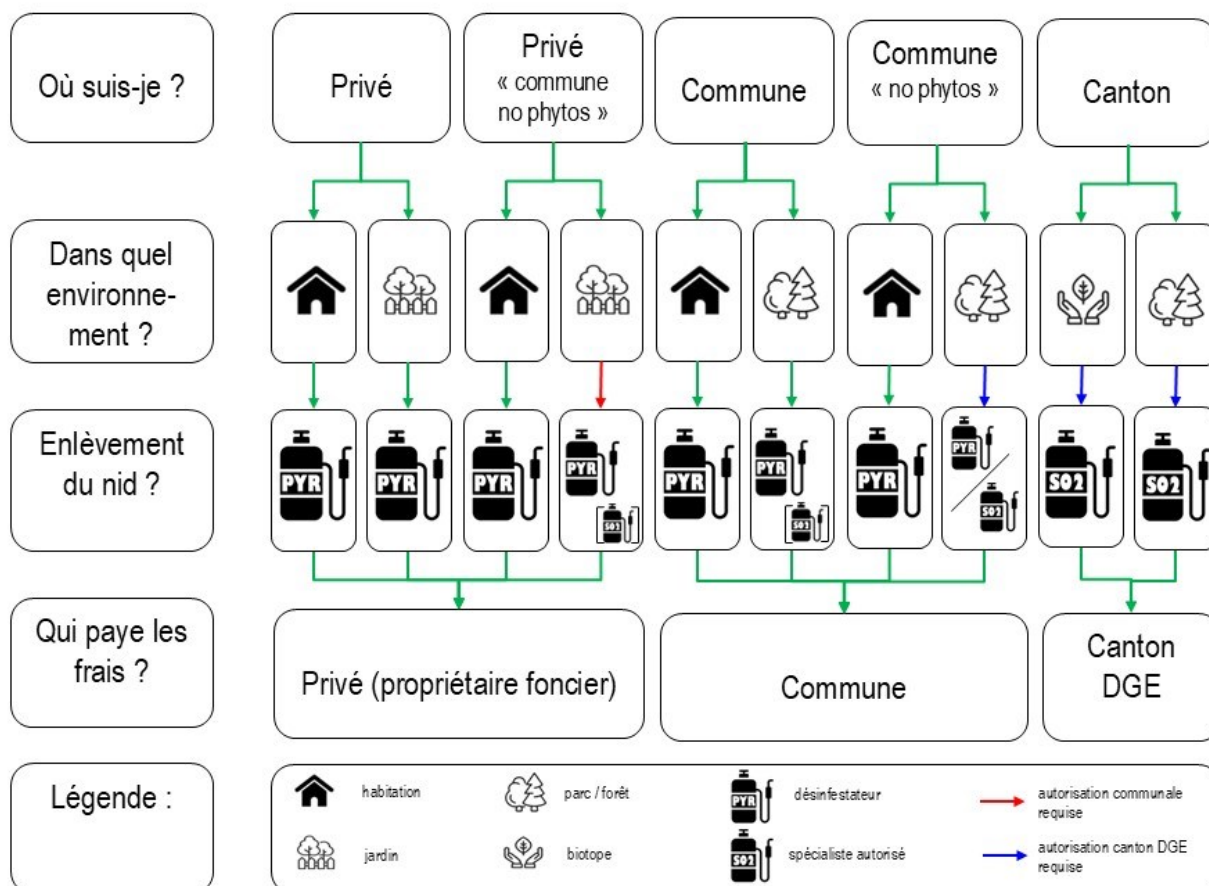 Où suis-je ?
Privé
Privé
« commune
no phytos »
Commune
Commune
« no phytos »
Canton
Dans quel
environne-
ment ?
Enlèvement
du nid ?
PYR
PYR
PYR
PYR
SO2
PYR
PYR
SO2
PYR
PYR
SO2
SO2
SO2
Qui paye les
frais ?
Privé (propriétaire foncier)
Commune
Canton
DGE
Légende :
habitation
parc / forêt
PYR
désinfestateur
autorisation communale
requise
jardin
biotope
SO2
spécialiste autorisé
autorisation canton DGE
requise